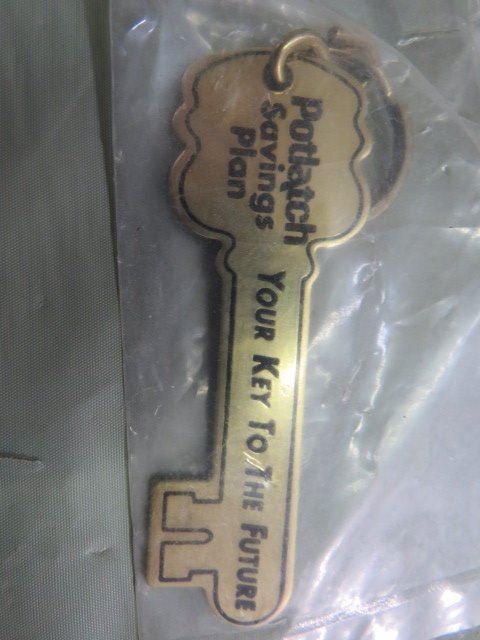 Potlatch
Savings
Plan
YOUR KEY TO THE FUTURE